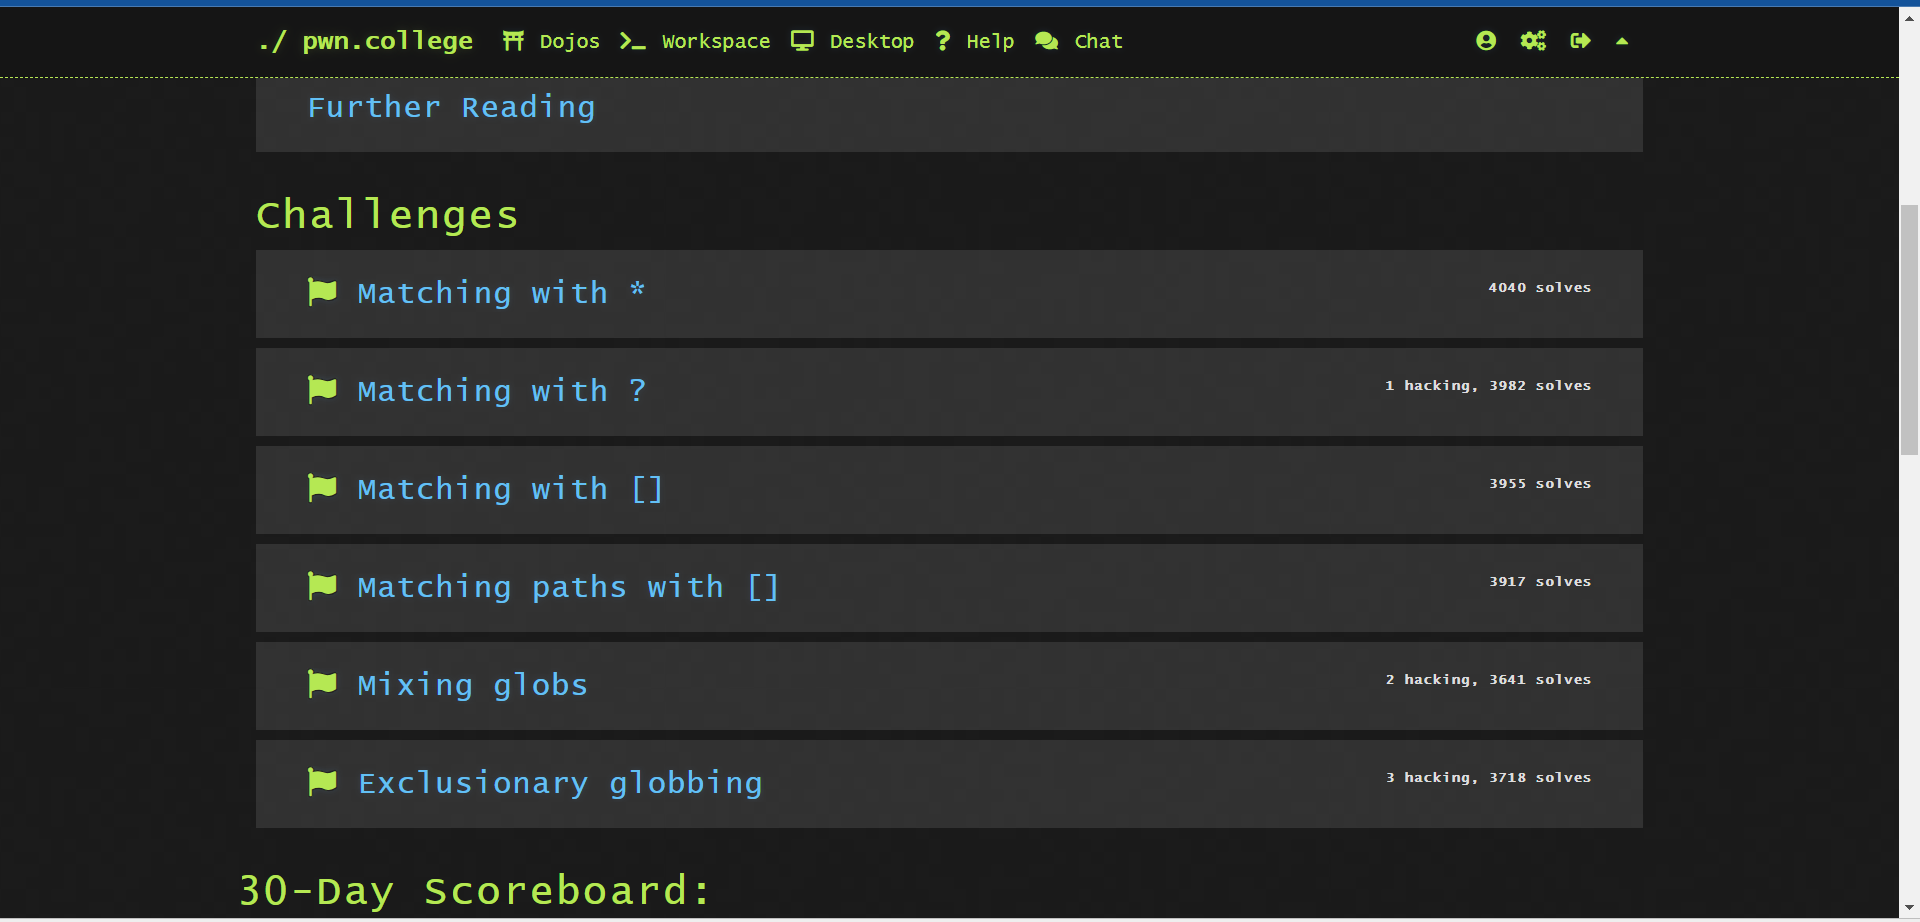 ./ pwn.college Dojos Workspace Desktop Help Chat
Further Reading
Challenges
Matching with * 4040 solves
Matching with ? 1 hacking, 3982 solves
Matching with [] 3955 solves
Matching paths with [] 3917 solves
Mixing globs 2 hacking, 3641 solves
Exclusionary globbing 3 hacking, 3718 solves
30-Day Scoreboard: